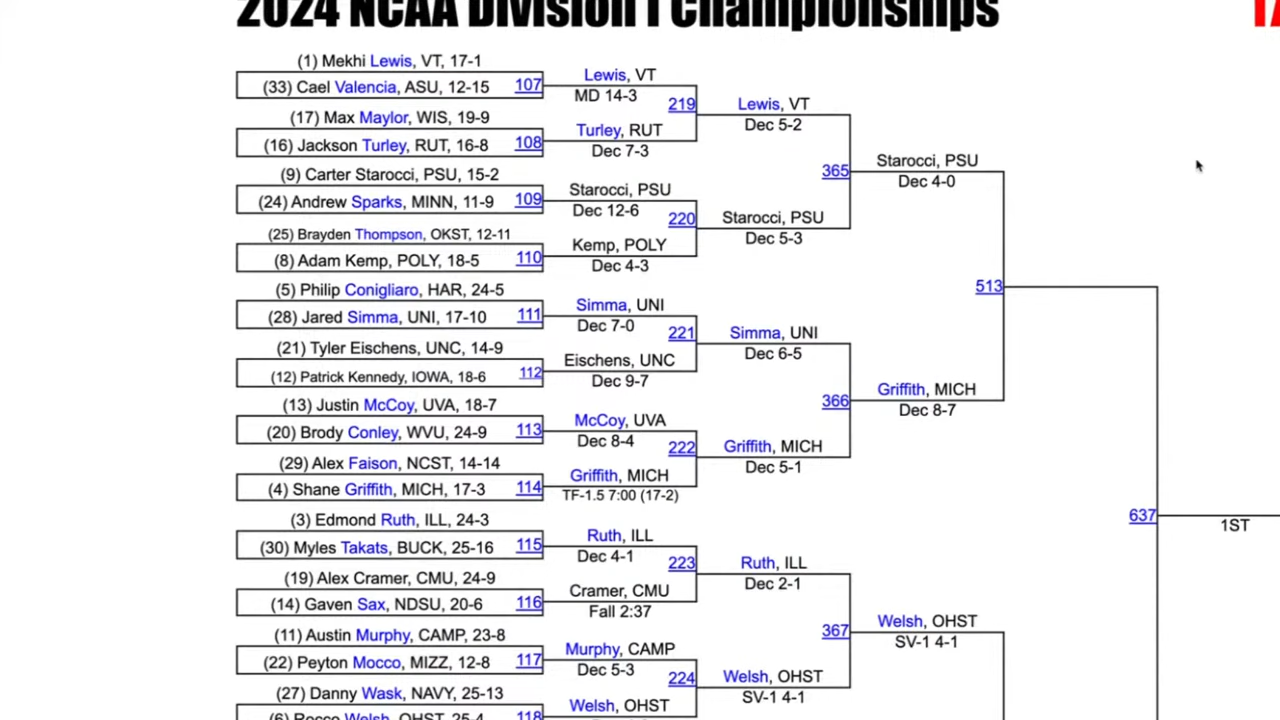 2024 NCAA Division I Championships
(1) Mekhi Lewis, VT, 17-1
(33) Cael Valencia, ASU, 12-15
107
Lewis, VT
MD 14-3
219
Lewis, VT
Dec 5-2
(17) Max Maylor, WIS, 19-9
(16) Jackson Turley, RUT, 16-8
108
Turley, RUT
Dec 7-3
365
Starocci, PSU
Dec 4-0
(9) Carter Starocci, PSU, 15-2
(24) Andrew Sparks, MINN, 11-9
109
Starocci, PSU
Dec 12-6
220
Starocci, PSU
Dec 5-3
(25) Brayden Thompson, OKST, 12-11
(8) Adam Kemp, POLY, 18-5
110
Kemp, POLY
Dec 4-3
513
(5) Philip Conigliaro, HAR, 24-5
(28) Jared Simma, UNI, 17-10
111
Simma, UNI
Dec 7-0
221
Simma, UNI
Dec 6-5
(21) Tyler Eischens, UNC, 14-9
(12) Patrick Kennedy, IOWA, 18-6
112
Eischens, UNC
Dec 9-7
366
Griffith, MICH
Dec 8-7
(13) Justin McCoy, UVA, 18-7
(20) Brody Conley, WVU, 24-9
113
McCoy, UVA
Dec 8-4
222
Griffith, MICH
Dec 5-1
(29) Alex Faison, NCST, 14-14
(4) Shane Griffith, MICH, 17-3
114
Griffith, MICH
TF-1.5 7:00 (17-2)
637
1ST
(3) Edmond Ruth, ILL, 24-3
(30) Myles Takats, BUCK, 25-16
115
Ruth, ILL
Dec 4-1
223
Ruth, ILL
Dec 2-1
(19) Alex Cramer, CMU, 24-9
(14) Gaven Sax, NDSU, 20-6
116
Cramer, CMU
Fall 2:37
367
Welsh, OHST
SV-1 4-1
(11) Austin Murphy, CAMP, 23-8
(22) Peyton Mocco, MIZZ, 12-8
117
Murphy, CAMP
Dec 5-3
224
Welsh, OHST
SV-1 4-1
(27) Danny Wask, NAVY, 25-13
(6) Rocco Welsh, OHST, 25-4
118
Welsh, OHST